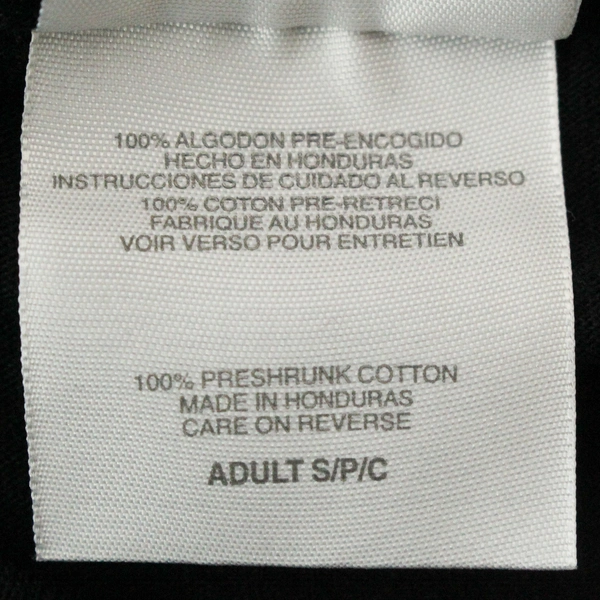 100% ALGODON PRE-ENCOGIDO
HECHO EN HONDURAS
INSTRUCCIONES DE CUIDADO AL REVERSO
100% COTON PRE-RETRECI
FABRIQUE AU HONDURAS
VOIR VERSO POUR ENTRETIEN
100% PRESHRUNK COTTON
MADE IN HONDURAS
CARE ON REVERSE
ADULT S/P/C